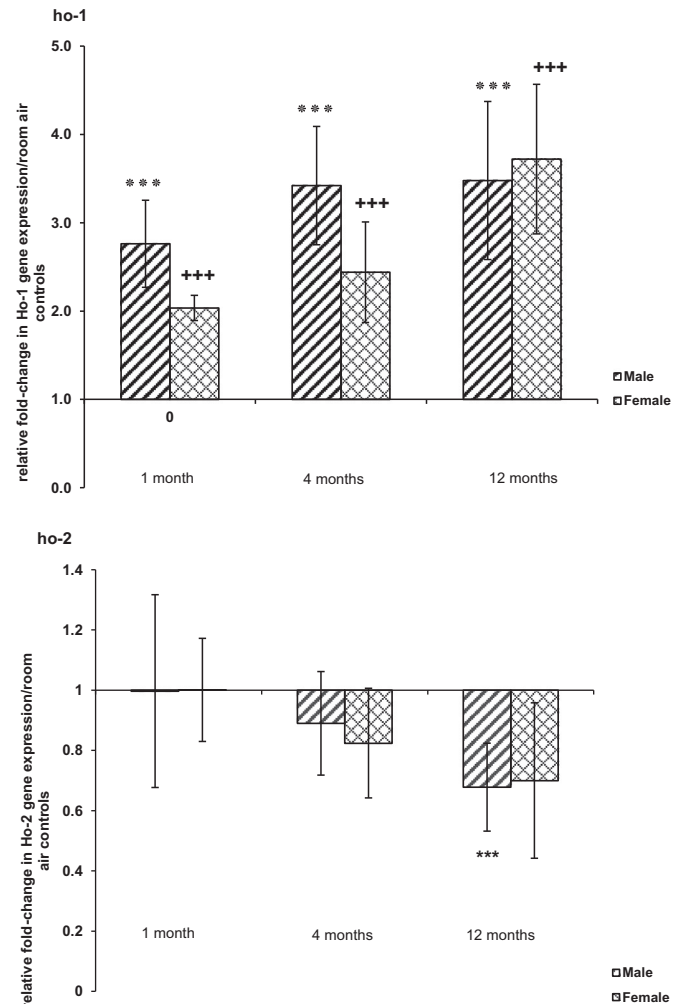 ho-1
relative fold-change in Ho-1 gene expression/room air
controls
5.0
4.0
3.0
2.0
1.0
0.0
***
+++
***
+++
***
+++
0
1 month
4 months
12 months
Male
Female
ho-2
relative fold-change in Ho-2 gene expression/room
air controls
1.4
1.2
1
0.8
0.6
0.4
0.2
0
***
1 month
4 months
12 months
Male
Female